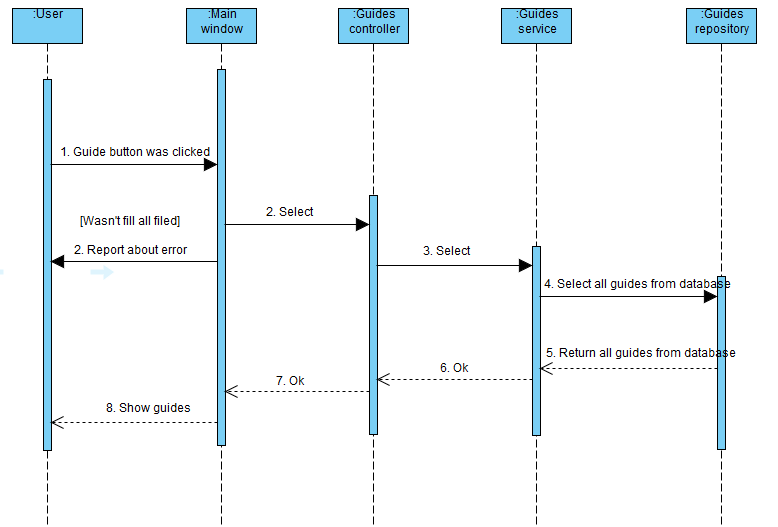 :User
:Main
window
:Guides
controller
:Guides
service
:Guides
repository
1. Guide button was clicked
2. Select
[Wasn't fill all filed]
2. Report about error
3. Select
4. Select all guides from database
5. Return all guides from database
6. Ok
7. Ok
8. Show guides